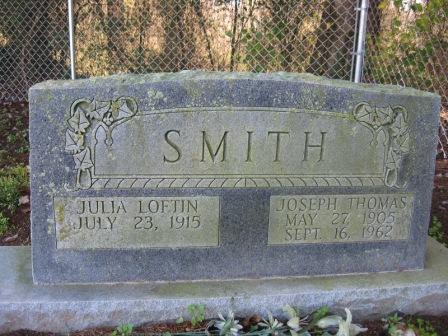 SMITH
JULIA LOFTIN
JULY 23, 1915
JOSEPH THOMAS
MAY 27, 1905
SEPT. 16, 1962